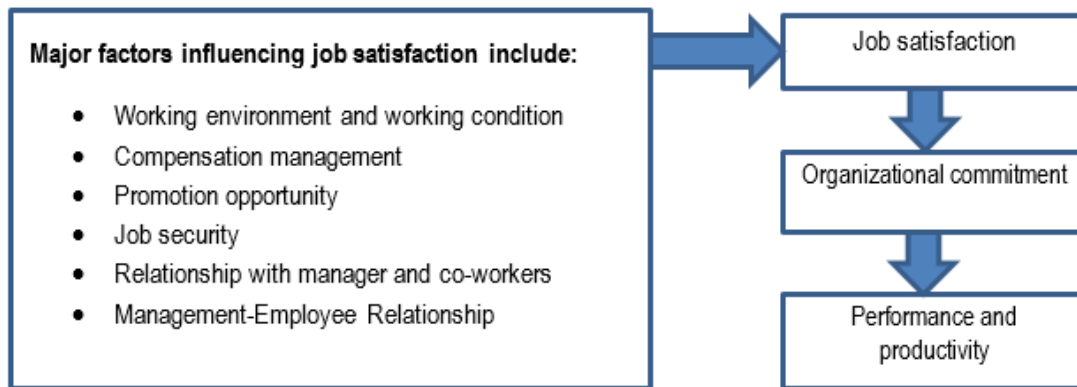 Major factors influencing job satisfaction include:
• Working environment and working condition
• Compensation management
• Promotion opportunity
• Job security
• Relationship with manager and co-workers
• Management-Employee Relationship
Job satisfaction
Organizational commitment
Performance and
productivity